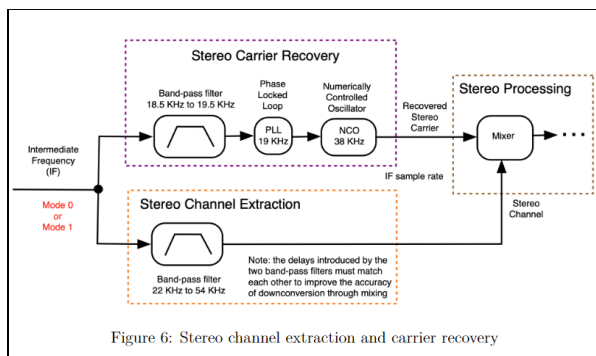 Stereo Carrier Recovery
Band-pass filter
18.5 KHz to 19.5 KHz
Phase
Locked
Loop
PLL
19 KHz
Numerically
Controlled
Oscillator
NCO
38 KHz
Recovered
Stereo
Carrier
Stereo Processing
Mixer
Intermediate
Frequency
(IF)
Mode 0
or
Mode 1
IF sample rate
Stereo
Channel
Stereo Channel Extraction
Band-pass filter
22 KHz to 54 KHz
Note: the delays introduced by the
two band-pass filters must match
each other to improve the accuracy
of downconversion through mixing
Figure 6: Stereo channel extraction and carrier recovery